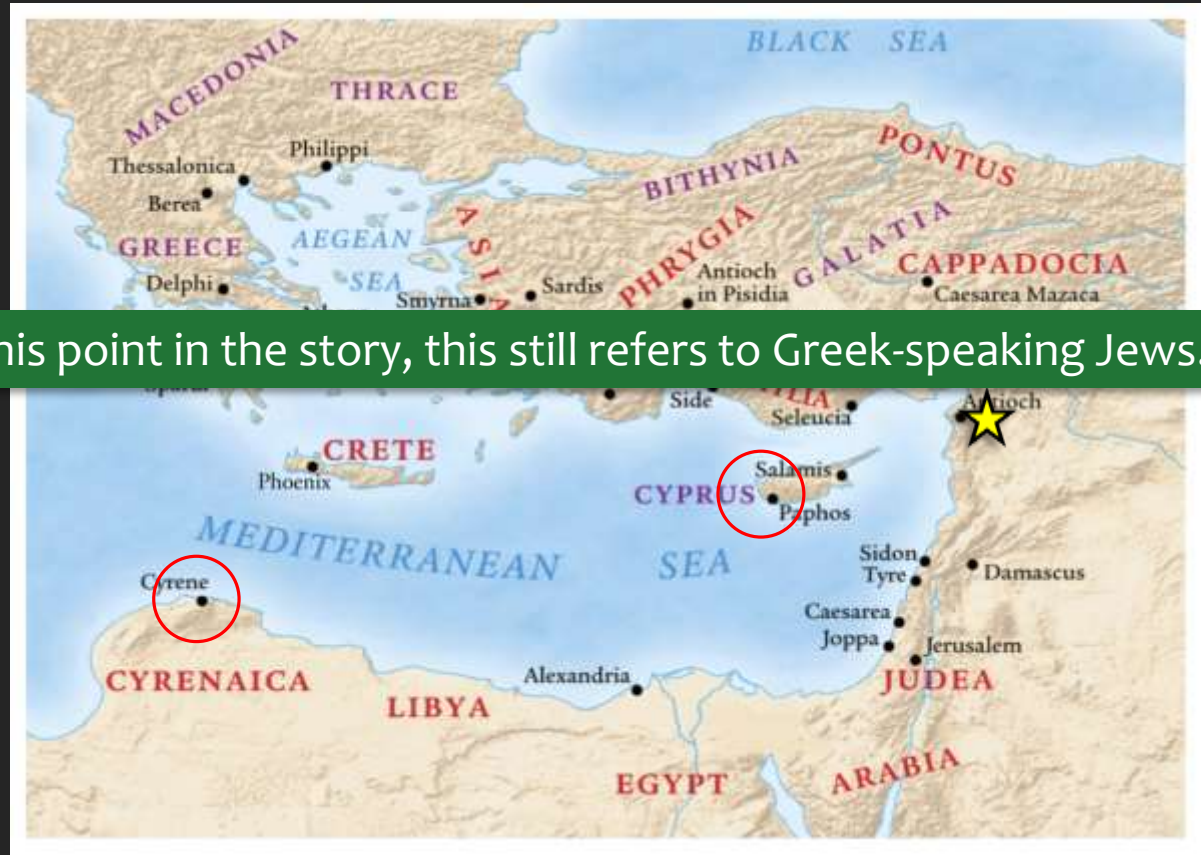 BLACK SEA
MACEDONIA
THRACE
PONTUS
Philippi
BITHYNIA
Thessalonica
Berea
GALATIA
ASIA
PHRYGIA
GREECE
AEGEAN
SEA
CAPPADOCIA
Antioch
in Pisidia
Delphi
Sardis
Smyrna
Caesarea Mazaca
his point in the story, this still refers to Greek-speaking Jews.
Side
Seleucia
Antioch
CRETE
Phoenix
Salamis
CYPRUS
Paphos
MEDITERRANEAN SEA
Sidon
Tyre
Damascus
Cyrene
Caesarea
Joppa
Jerusalem
CYRENAICA
Alexandria
JUDEA
LIBYA
EGYPT
ARABIA